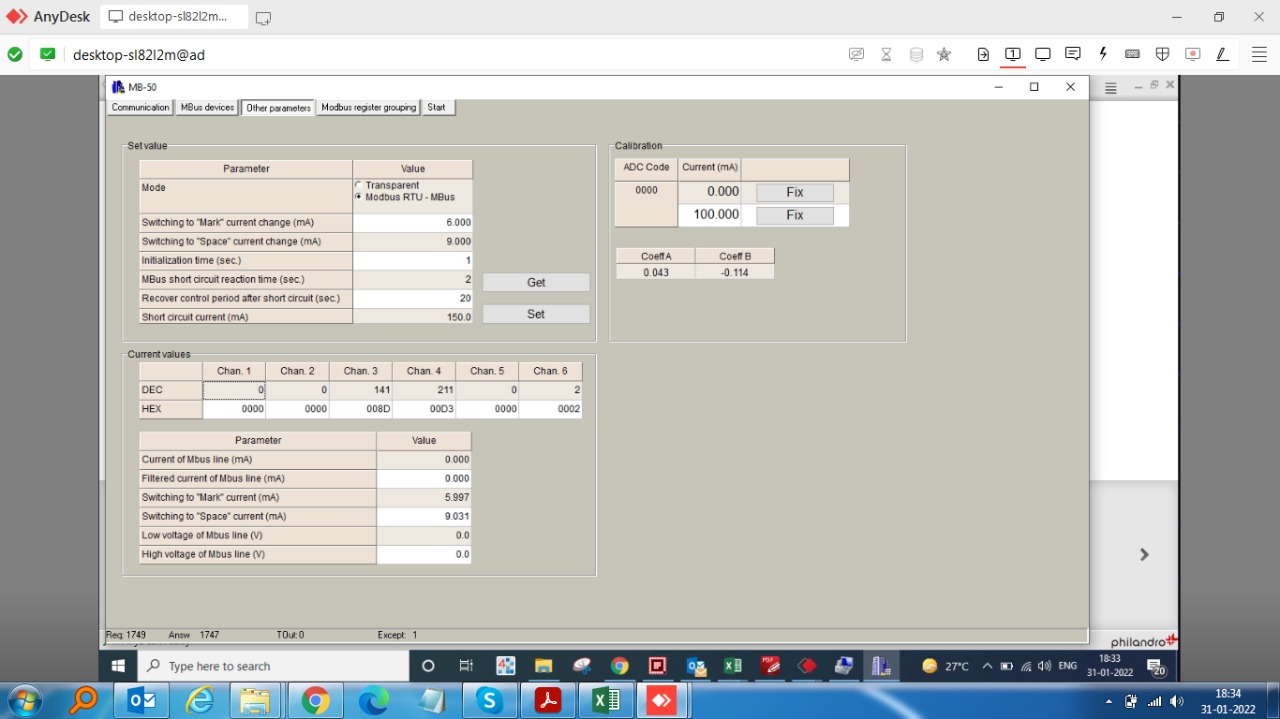 AnyDesk
desktop-sl82l2m...
desktop-sl82l2m@ad
1
MB-50
Communication MBus devices Other parameters Modbus register grouping Start
Set value
Parameter Value
Mode
Transparent
Modbus RTU - MBus
Switching to "Mark" current change (mA) 6.000
Switching to "Space" current change (mA) 9.000
Initialization time (sec.) 1
MBus short circuit reaction time (sec.) 2
Recover control period after short circuit (sec.) 20
Short circuit current (mA) 150.0
Get
Set
Calibration
ADC Code Current (mA)
0000 0.000 Fix
100.000 Fix
Coeff A Coeff B
0.043 -0.114
Current values
Chan. 1 Chan. 2 Chan. 3 Chan. 4 Chan. 5 Chan. 6
DEC 0 0 141 211 0 2
HEX 0000 0000 008D 00D3 0000 0002
Parameter Value
Current of Mbus line (mA) 0.000
Filtered current of Mbus line (mA) 0.000
Switching to "Mark" current (mA) 5.997
Switching to "Space" current (mA) 9.031
Low voltage of Mbus line (V) 0.0
High voltage of Mbus line (V) 0.0
Req: 1749 Answ 1747 TOut: 0 Except: 1
philandro
Type here to search
27°C ENG
18:33
31-01-2022
20
18:34
31-01-2022